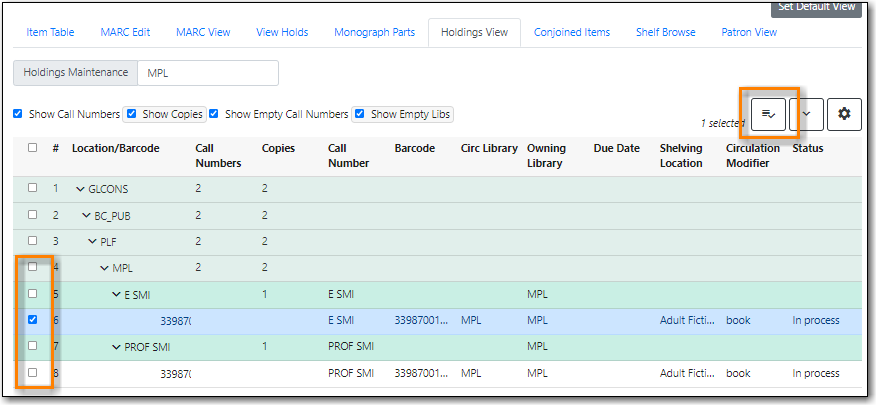 Set Default View
Item Table MARC Edit MARC View View Holds Monograph Parts Holdings View Conjoined Items Shelf Browse Patron View
Holdings Maintenance MPL
Show Call Numbers Show Copies Show Empty Call Numbers Show Empty Libs
1 selected
# Location/Barcode Call Numbers Copies Call Number Barcode Circ Library Owning Library Due Date Shelving Location Circulation Modifier Status
1 GLCONS 2 2
2 BC_PUB 2 2
3 PLF 2 2
4 MPL 2 2
5 E SMI 1 E SMI MPL
6 33987( E SMI 33987001... MPL MPL Adult Ficti... book In process
7 PROF SMI 1 PROF SMI MPL
8 33987( PROF SMI 33987001... MPL MPL Adult Ficti... book In process